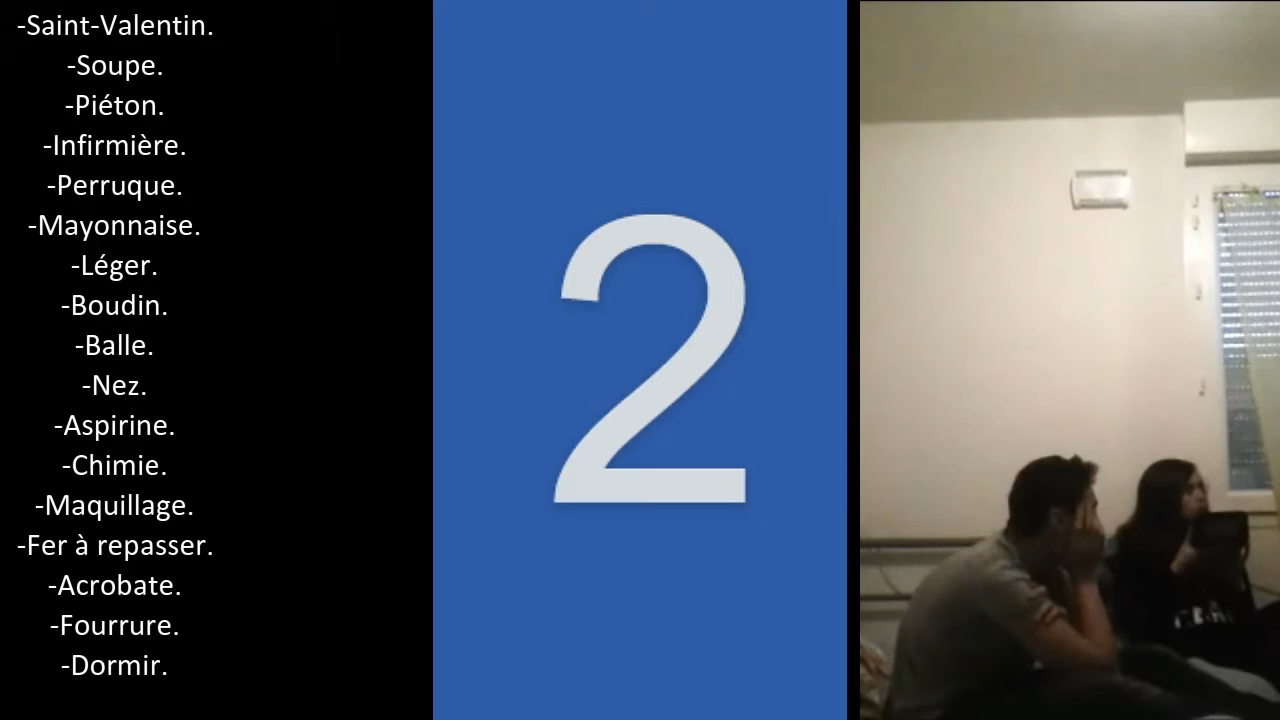 -Saint-Valentin.
-Soupe.
-Piéton.
-Infirmière.
-Perruque.
-Mayonnaise.
-Léger.
-Boudin.
-Balle.
-Nez.
-Aspirine.
-Chimie.
-Maquillage.
-Fer à repasser.
-Acrobate.
-Fourrure.
-Dormir.
2